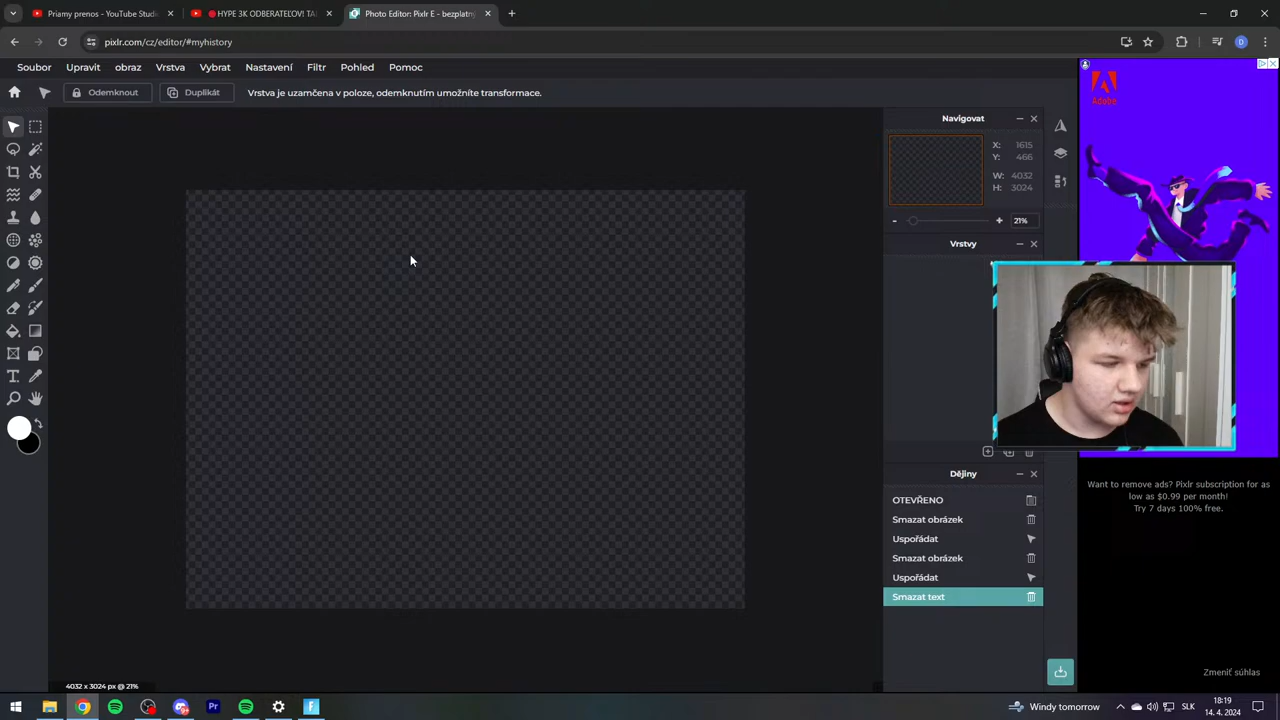 Priamy prenos - YouTube Studi
HYPE 3K ODBERATEĽOV! TA
Photo Editor: Pixlr E - bezplatn
pixlr.com/cz/editor/#myhistory
Soubor
Upravit
obraz
Vrstva
Vybrat
Nastavení
Filtr
Pohled
Pomoc
Odemknout
Duplikát
Vrstva je uzamčena v poloze, odemknutím umožníte transformace.
Navigovat
X: 1615
Y: 466
W: 4032
H: 3024
- + 21%
Vrstvy
Dějiny
OTEVŘENO
Smazat obrázek
Uspořádat
Smazat obrázek
Uspořádat
Smazat text
Adobe
Want to remove ads? Pixlr subscription for as
low as $0.99 per month!
Try 7 days 100% free.
Zmeniť súhlas
4032 x 3024 px @ 21%
Windy tomorrow
SLK
18:19
14. 4. 2024